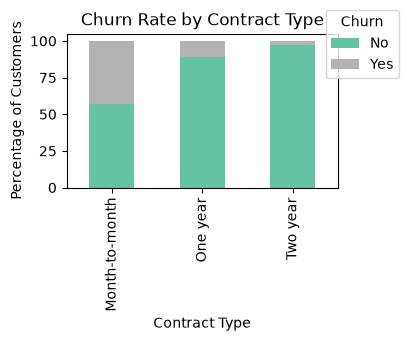 Churn Rate by Contract Type
Churn
No
Yes
Percentage of Customers
100
75
50
25
0
Month-to-month
One year
Two year
Contract Type